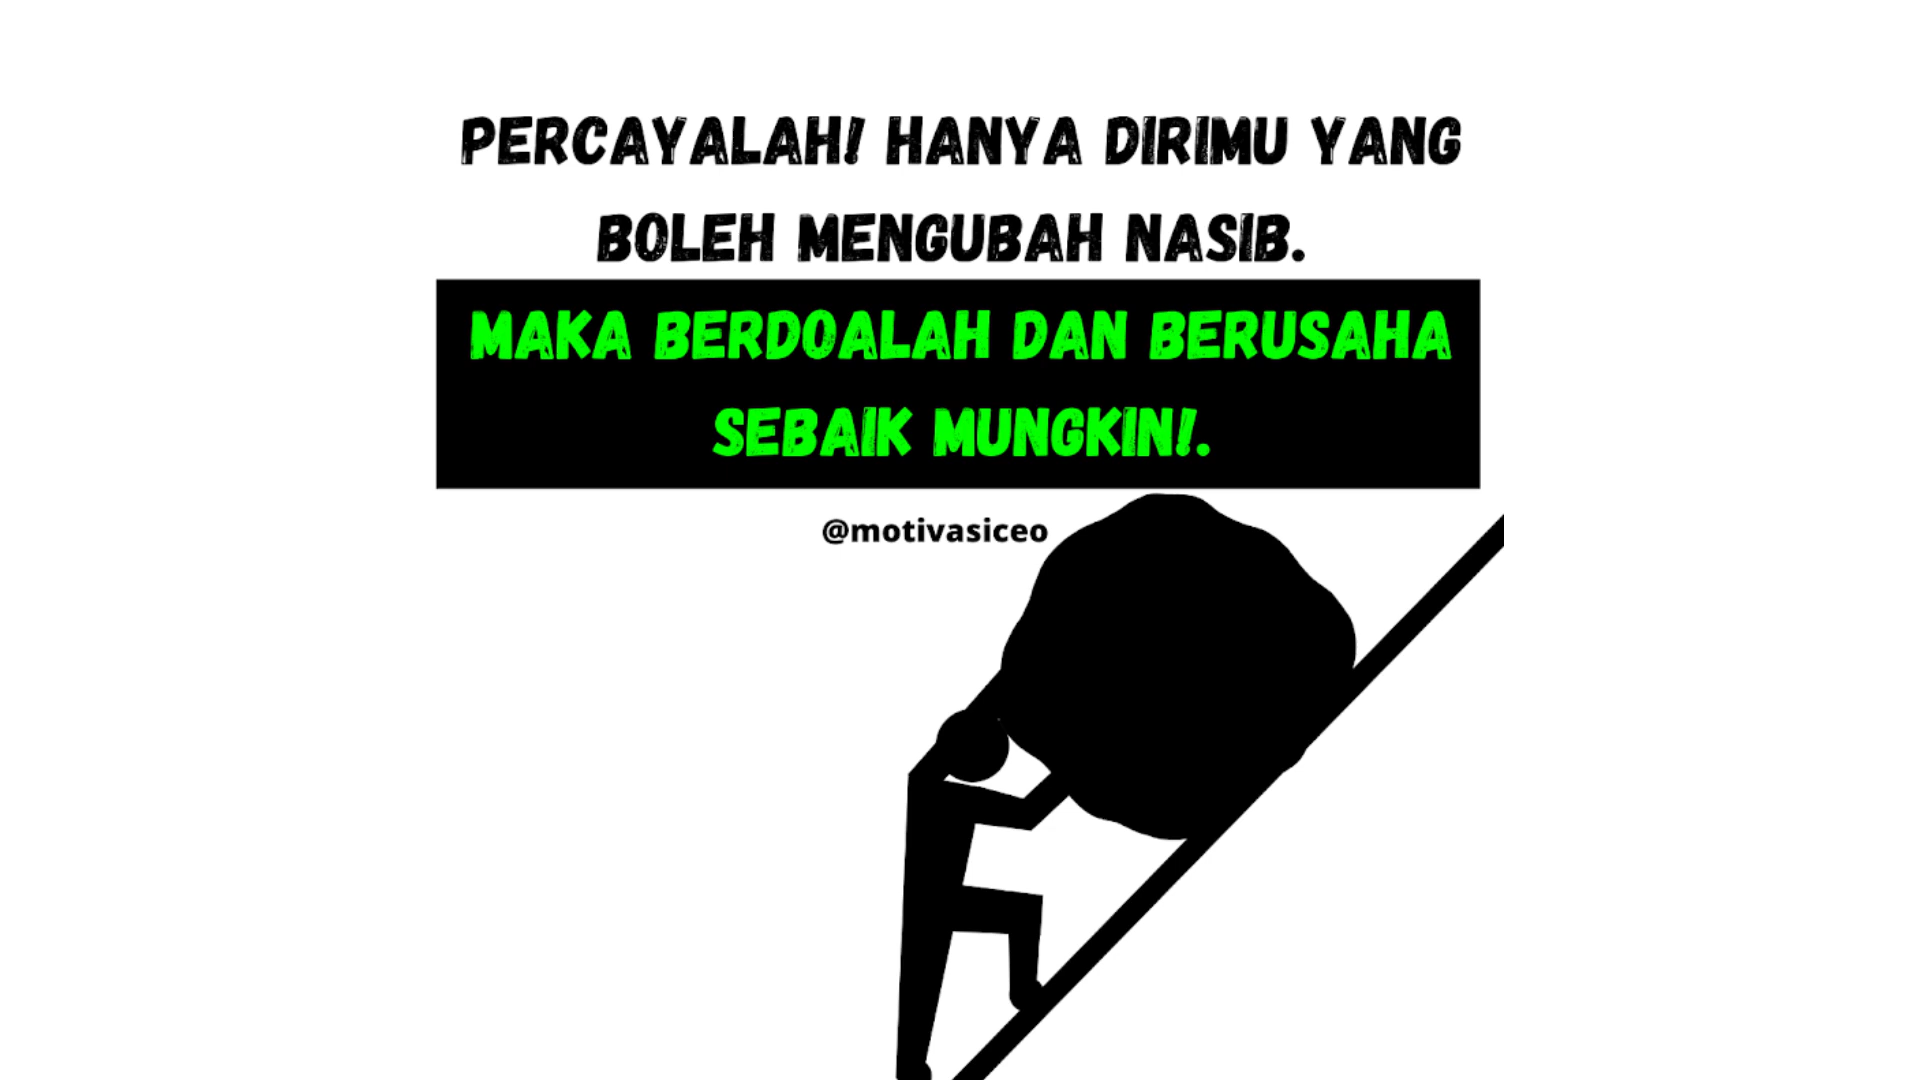 PERCAYALAH! HANYA DIRIMU YANG
BOLEH MENGUBAH NASIB.
MAKA BERDOALAH DAN BERUSAHA
SEBAIK MUNGKIN!.
@motivasiceo